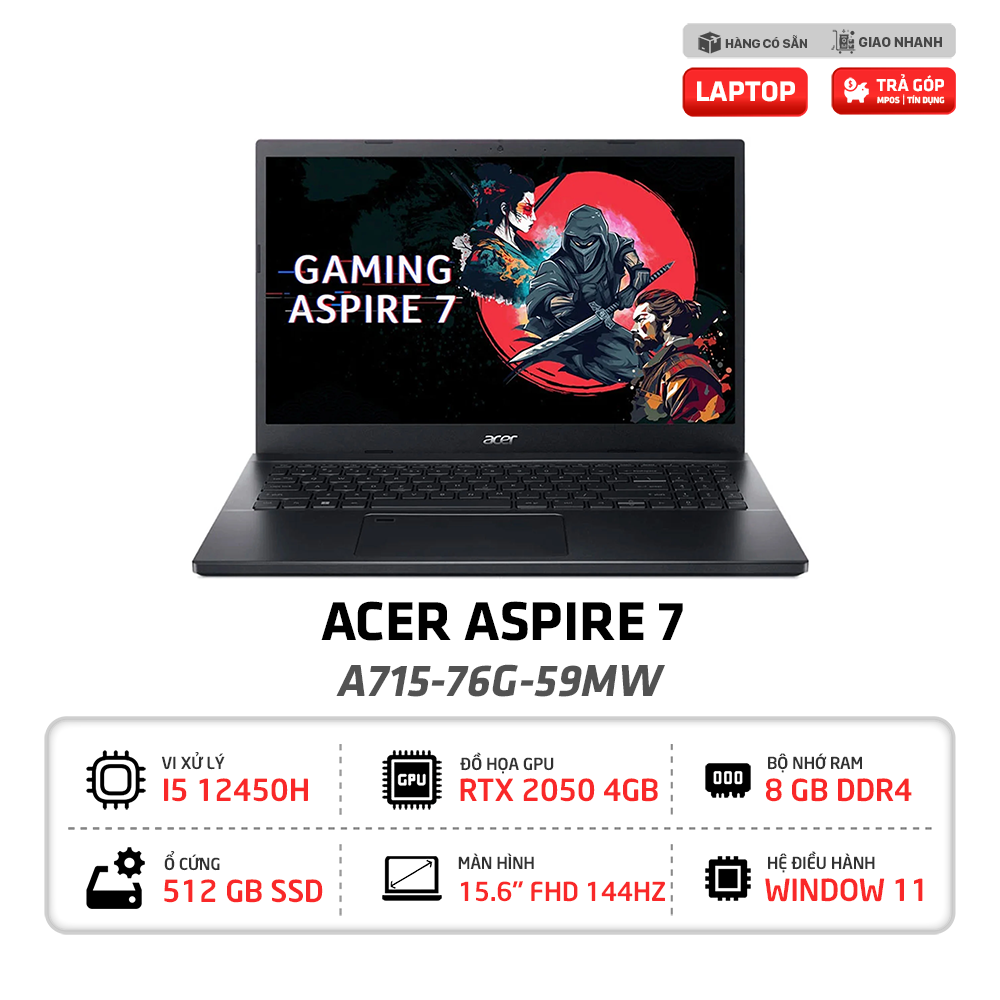 HÀNG CÓ SẴN
GIAO NHANH
LAPTOP
TRẢ GÓP
MPOS | TÍN DỤNG
GAMING
ASPIRE 7
acer
ACER ASPIRE 7
A715-76G-59MW
VI XỬ LÝ
I5 12450H
GPU
ĐỒ HỌA GPU
RTX 2050 4GB
BỘ NHỚ RAM
8 GB DDR4
Ổ CỨNG
512 GB SSD
MÀN HÌNH
15.6” FHD 144HZ
HỆ ĐIỀU HÀNH
WINDOW 11